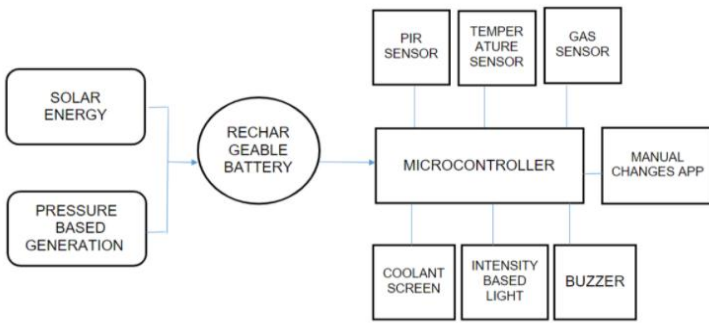 PIR
SENSOR
TEMPER
ATURE
SENSOR
GAS
SENSOR
SOLAR
ENERGY
RECHAR
GEABLE
BATTERY
MICROCONTROLLER
MANUAL
CHANGES APP
PRESSURE
BASED
GENERATION
COOLANT
SCREEN
INTENSITY
BASED
LIGHT
BUZZER